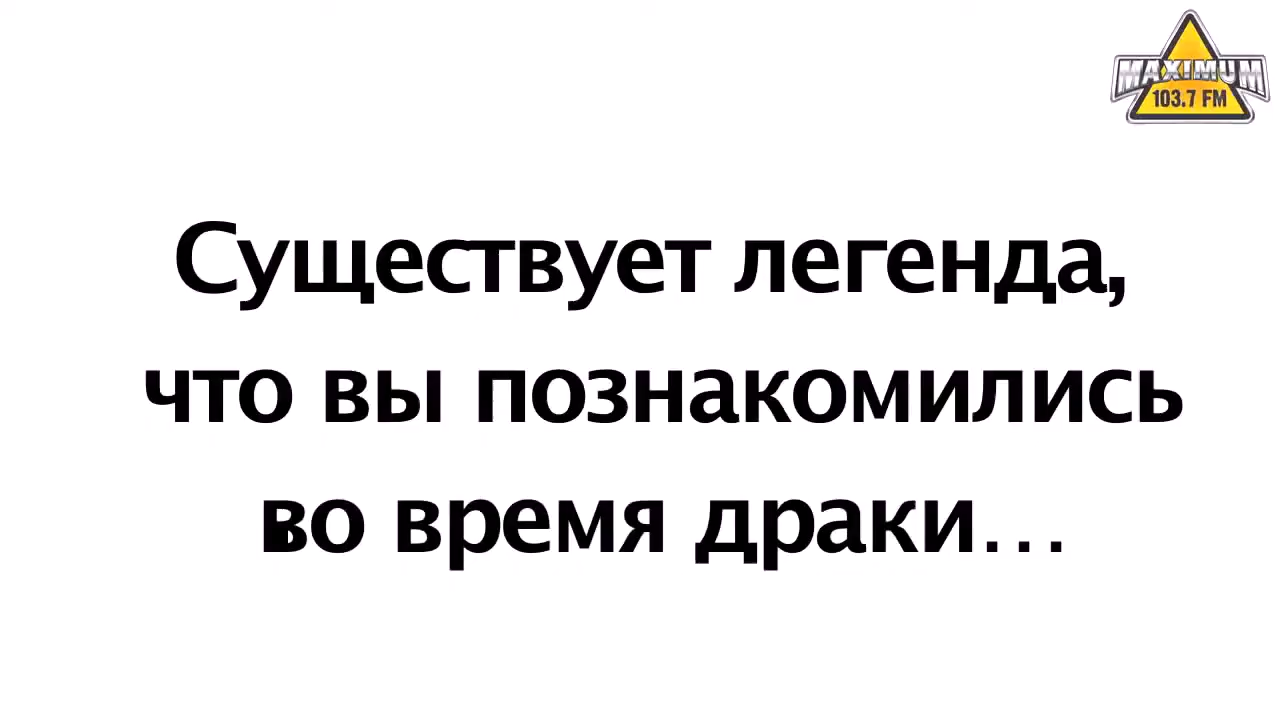 MAXIMUM
103.7 FM
Существует легенда,
что вы познакомились
во время драки...